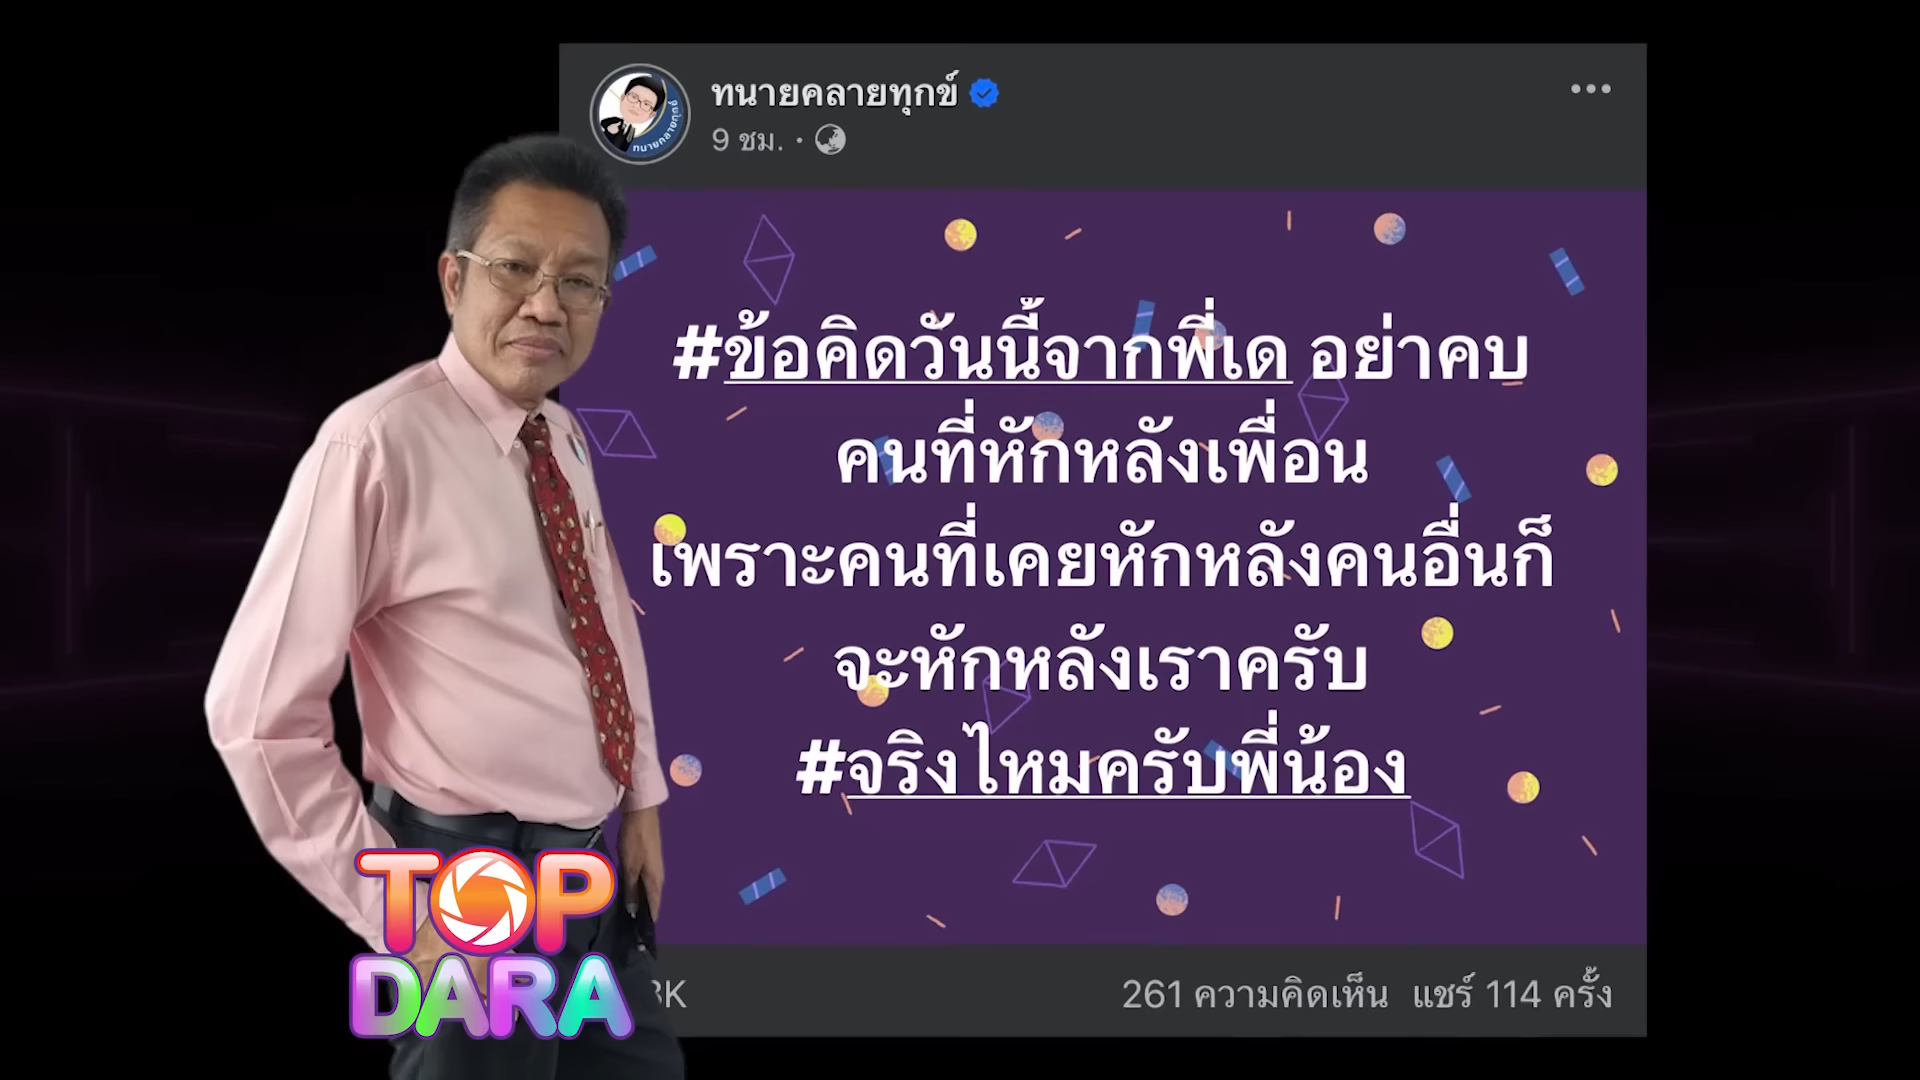 ทนายคลายทุกข์
9 ชม. ·
#ข้อคิดวันนี้จากพี่เด อย่าคบ
คนที่หักหลังเพื่อน
เพราะคนที่เคยหักหลังคนอื่นก็
จะหักหลังเราครับ
#จริงไหมครับพี่น้อง
261 ความคิดเห็น แชร์ 114 ครั้ง
TOP
DARA